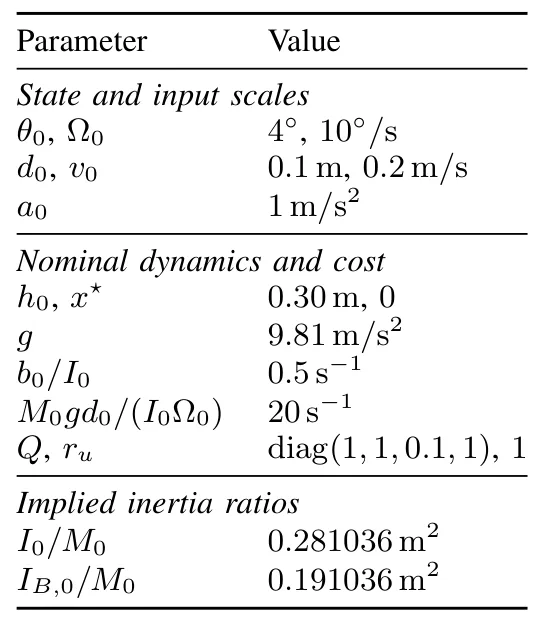 Parameter Value
State and input scales
θ₀, Ω₀ 4°, 10°/s
d₀, v₀ 0.1 m, 0.2 m/s
a₀ 1 m/s²
Nominal dynamics and cost
h₀, x⋆ 0.30 m, 0
g 9.81 m/s²
b₀/I₀ 0.5 s⁻¹
M₀gd₀/(I₀Ω₀) 20 s⁻¹
Q, rᵤ diag(1, 1, 0.1, 1), 1
Implied inertia ratios
I₀/M₀ 0.281036 m²
I_{B,0}/M₀ 0.191036 m²